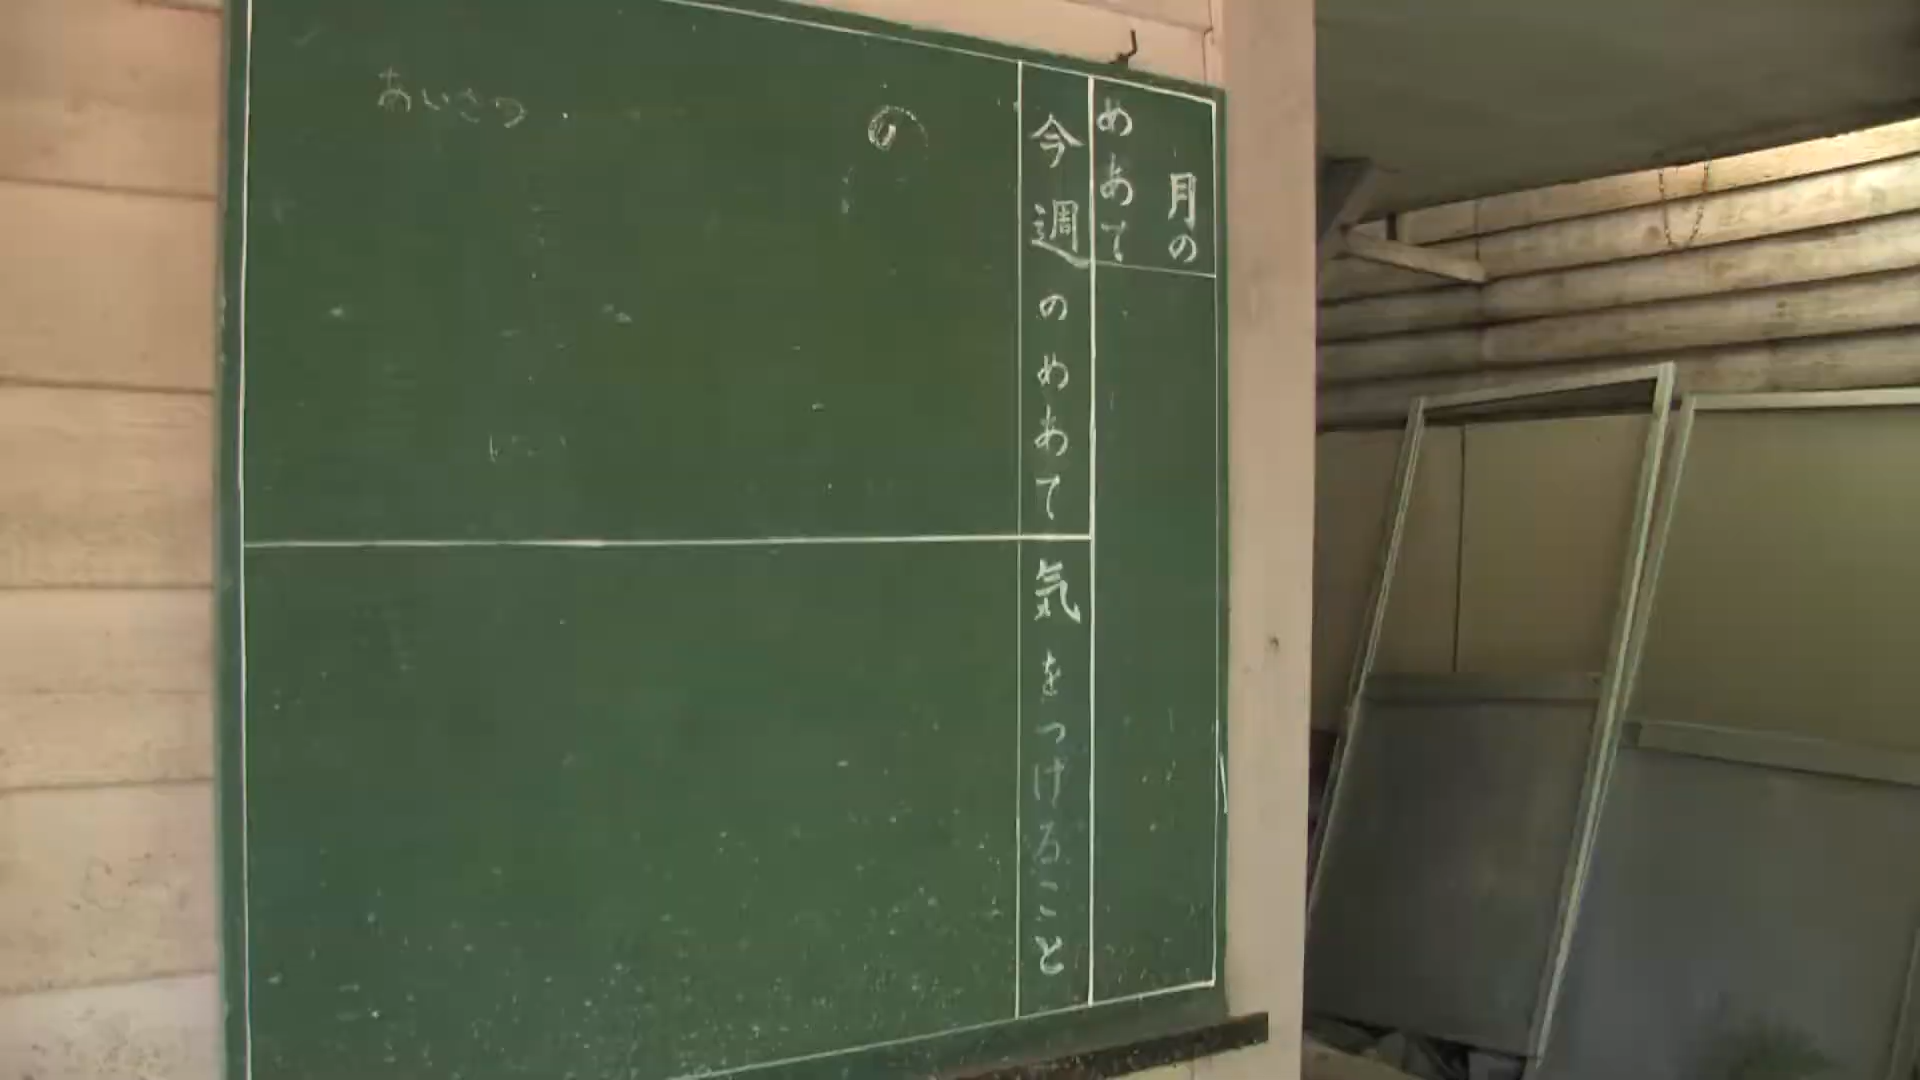 月の
めあて
今週のめあて
気をつけること
の
あいさつ